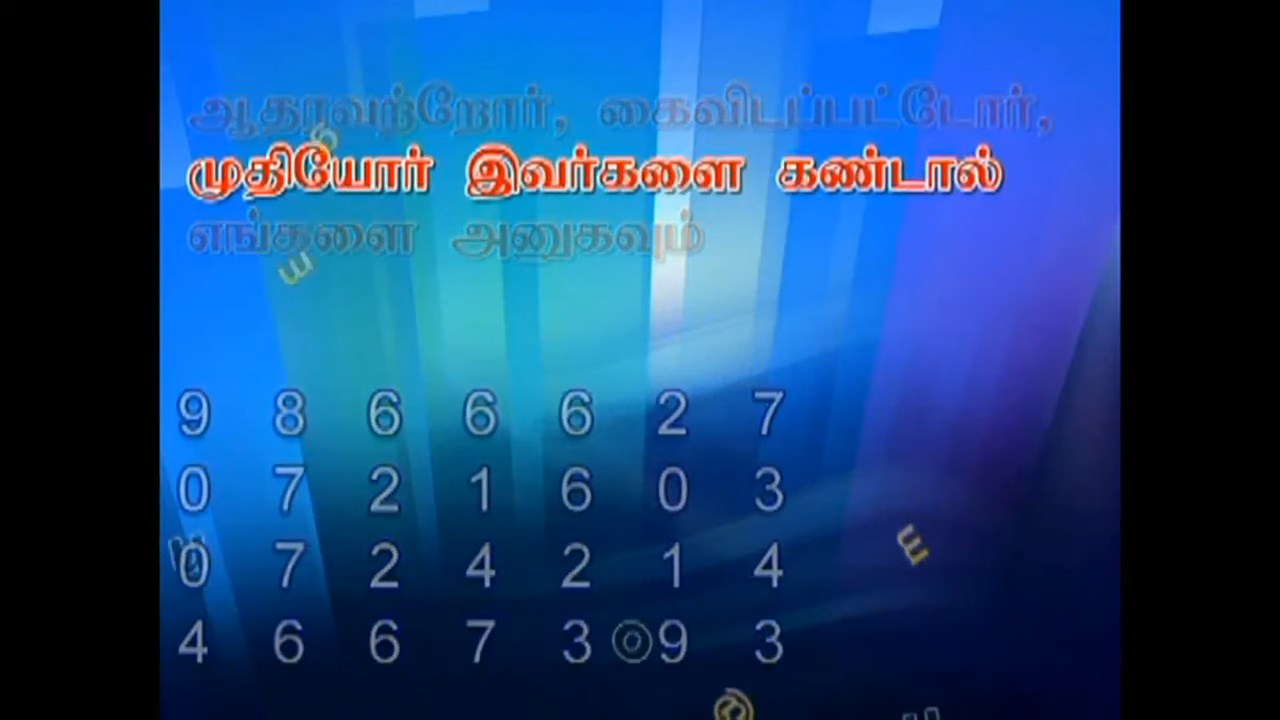 ஆதரவற்றோர், கைவிடப்பட்டோர்,
முதியோர் இவர்களை கண்டால்
எங்களை அனுகவும்
9 8 6 6 6 2 7
0 7 2 1 6 0 3
0 7 2 4 2 1 4
4 6 6 7 3 9 3